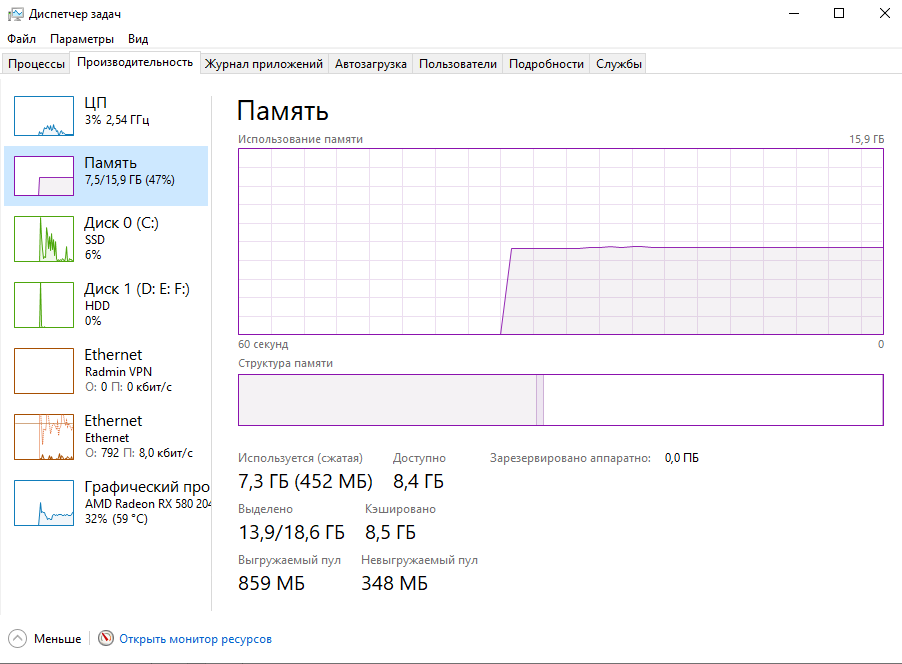 Диспетчер задач
Файл Параметры Вид
Процессы Производительность Журнал приложений Автозагрузка Пользователи Подробности Службы
ЦП
3% 2,54 ГГц
Память
7,5/15,9 ГБ (47%)
Диск 0 (C:)
SSD
6%
Диск 1 (D: E: F:)
HDD
0%
Ethernet
Radmin VPN
О: 0 П: 0 кбит/с
Ethernet
Ethernet
О: 792 П: 8,0 кбит/с
Графический про
AMD Radeon RX 580 204
32% (59 °C)
Память
Использование памяти 15,9 ГБ
60 секунд 0
Структура памяти
Используется (сжатая) Доступно Зарезервировано аппаратно: 0,0 ПБ
7,3 ГБ (452 МБ) 8,4 ГБ
Выделено Кэшировано
13,9/18,6 ГБ 8,5 ГБ
Выгружаемый пул Невыгружаемый пул
859 МБ 348 МБ
Меньше Открыть монитор ресурсов